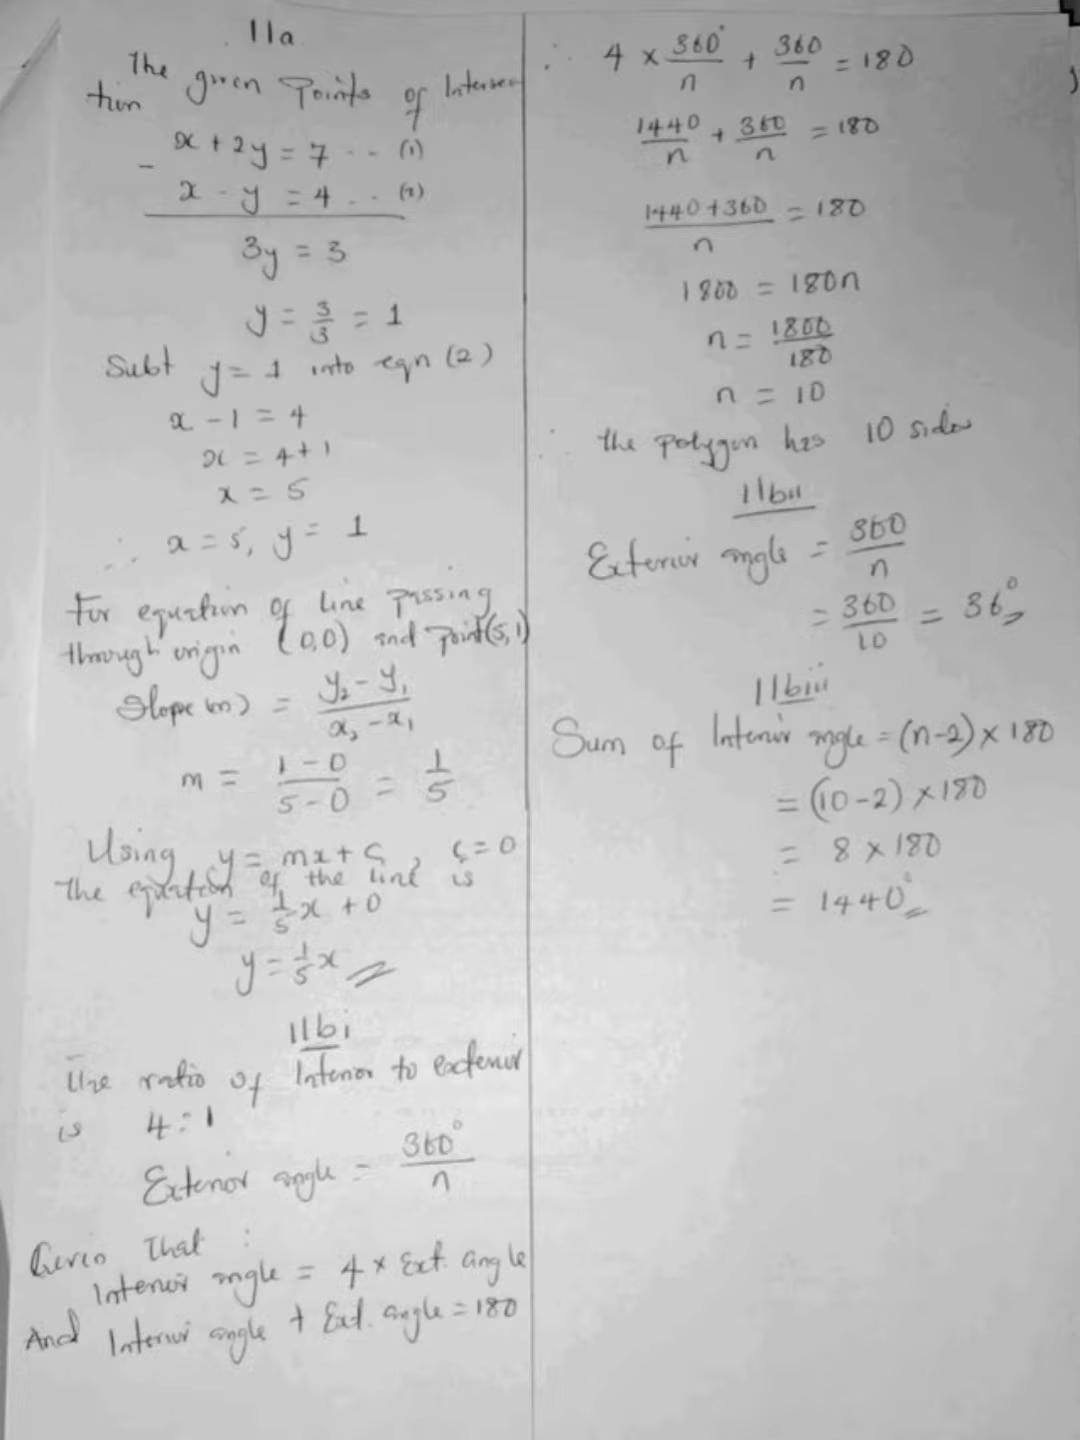 11a
The given Points of Intersec
tion
x + 2y = 7 ... (1)
- x - y = 4 ... (2)
3y = 3
y = 3/3 = 1
Subt y = 1 into eqn (2)
x - 1 = 4
x = 4 + 1
x = 5
∴ x = 5, y = 1
For equation of line passing
through origin (0,0) and point (5,1)
Slope (m) = y₂ - y₁ / x₂ - x₁
m = 1 - 0 / 5 - 0 = 1/5
Using y = mx + c, c = 0
The equation of the line is
y = 1/5 x + 0
y = 1/5 x
11bi
The ratio of Interior to exterior
is 4 : 1
Exterior angle = 360°/n
Given That :
Interior angle = 4 × Ext. angle
And Interior angle + Ext. angle = 180
∴ 4 × 360°/n + 360/n = 180
1440/n + 360/n = 180
1440 + 360 / n = 180
1800 = 180n
n = 1800/180
n = 10
∴ the polygon has 10 sides
11bii
Exterior angle = 360/n
= 360/10 = 36°
11biii
Sum of Interior angle = (n-2) × 180
= (10-2) × 180
= 8 × 180
= 1440°